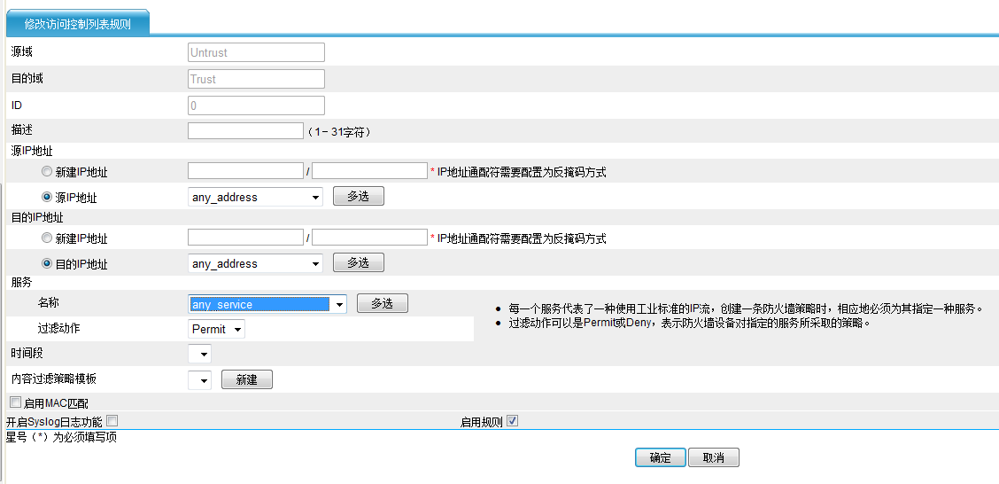 修改访问控制列表规则
源域 Untrust
目的域 Trust
ID 0
描述 （1－31字符）
源IP地址
新建IP地址 / * IP地址通配符需要配置为反掩码方式
源IP地址 any_address 多选
目的IP地址
新建IP地址 / * IP地址通配符需要配置为反掩码方式
目的IP地址 any_address 多选
服务
名称 any_service 多选
每一个服务代表了一种使用工业标准的IP流，创建一条防火墙策略时，相应地必须为其指定一种服务。
过滤动作可以是Permit或Deny，表示防火墙设备对指定的服务所采取的策略。
过滤动作 Permit
时间段
内容过滤策略模板 新建
启用MAC匹配
开启Syslog日志功能 启用规则
星号（*）为必须填写项
确定 取消